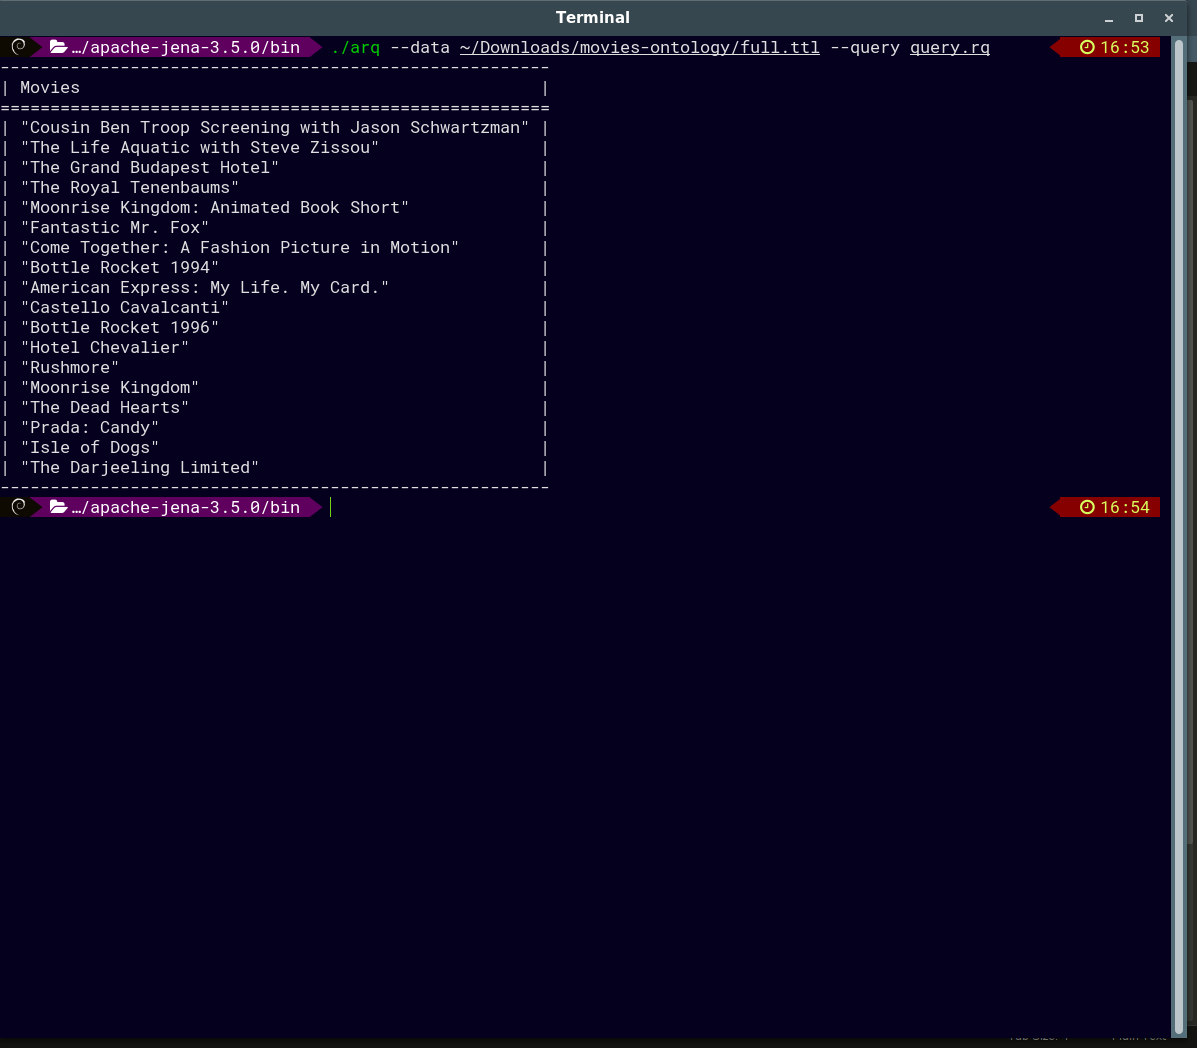 Terminal
…/apache-jena-3.5.0/bin ./arq --data ~/Downloads/movies-ontology/full.ttl --query query.rq 16:53
-------------------------------------------------------
| Movies                                              |
=======================================================
| "Cousin Ben Troop Screening with Jason Schwartzman" |
| "The Life Aquatic with Steve Zissou"                |
| "The Grand Budapest Hotel"                          |
| "The Royal Tenenbaums"                              |
| "Moonrise Kingdom: Animated Book Short"             |
| "Fantastic Mr. Fox"                                 |
| "Come Together: A Fashion Picture in Motion"        |
| "Bottle Rocket 1994"                                |
| "American Express: My Life. My Card."               |
| "Castello Cavalcanti"                               |
| "Bottle Rocket 1996"                                |
| "Hotel Chevalier"                                   |
| "Rushmore"                                          |
| "Moonrise Kingdom"                                  |
| "The Dead Hearts"                                   |
| "Prada: Candy"                                      |
| "Isle of Dogs"                                      |
| "The Darjeeling Limited"                            |
-------------------------------------------------------
…/apache-jena-3.5.0/bin 16:54